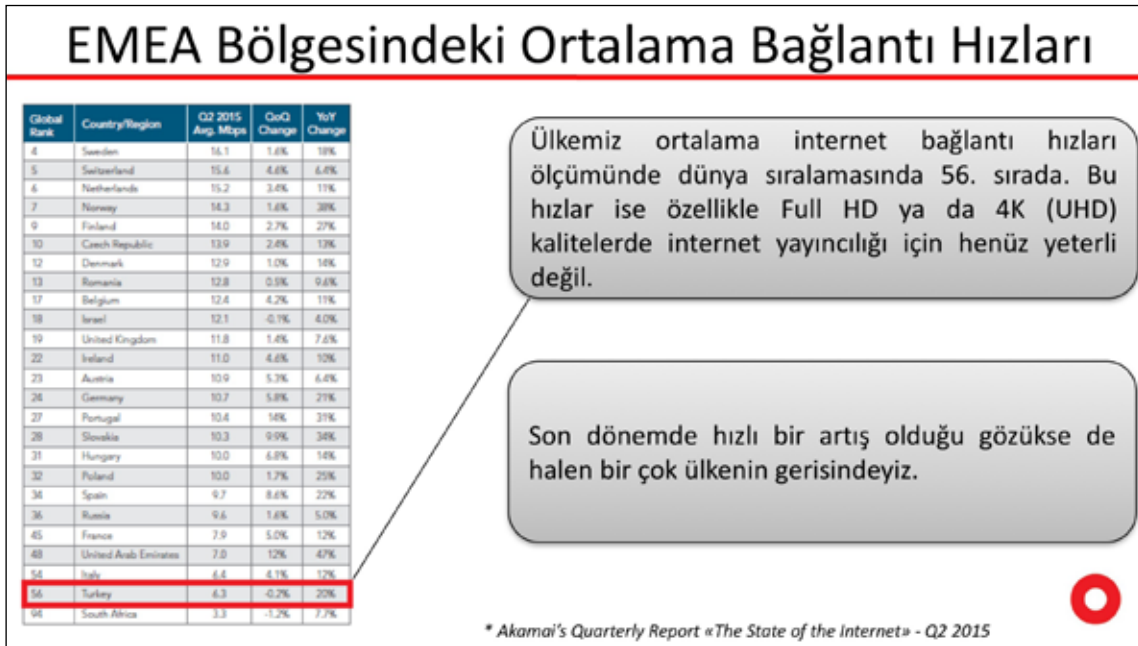 EMEA Bölgesindeki Ortalama Bağlantı Hızları
Global Rank Country/Region Q2 2015 Avg. Mbps QoQ Change YoY Change
4 Sweden 16.1 1.6% 18%
5 Switzerland 15.6 4.6% 6.4%
6 Netherlands 15.2 3.4% 11%
7 Norway 14.3 1.6% 38%
9 Finland 14.0 2.7% 27%
10 Czech Republic 13.9 2.4% 13%
12 Denmark 12.9 1.0% 14%
13 Romania 12.8 0.5% 9.6%
17 Belgium 12.4 4.2% 11%
18 Israel 12.1 -0.1% 4.0%
19 United Kingdom 11.8 1.4% 7.6%
22 Ireland 11.0 4.6% 10%
23 Austria 10.9 5.3% 6.4%
24 Germany 10.7 5.8% 21%
27 Portugal 10.4 14% 31%
28 Slovakia 10.3 9.9% 34%
31 Hungary 10.0 6.8% 14%
32 Poland 10.0 1.7% 25%
34 Spain 9.7 8.6% 22%
36 Russia 9.6 1.6% 5.0%
45 France 7.9 5.0% 12%
48 United Arab Emirates 7.0 12% 47%
54 Italy 6.4 4.1% 12%
56 Turkey 6.3 -0.2% 20%
94 South Africa 3.3 -1.2% 7.7%
Ülkemiz ortalama internet bağlantı hızları
ölçümünde dünya sıralamasında 56. sırada. Bu
hızlar ise özellikle Full HD ya da 4K (UHD)
kalitelerde internet yayıncılığı için henüz yeterli
değil.
Son dönemde hızlı bir artış olduğu gözükse de
halen bir çok ülkenin gerisindeyiz.
* Akamai's Quarterly Report «The State of the Internet» - Q2 2015